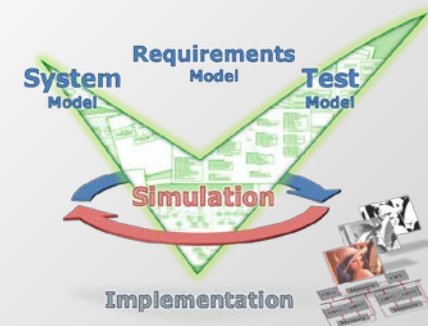 Requirements
Model
System
Model
Test
Model
Simulation
Implementation